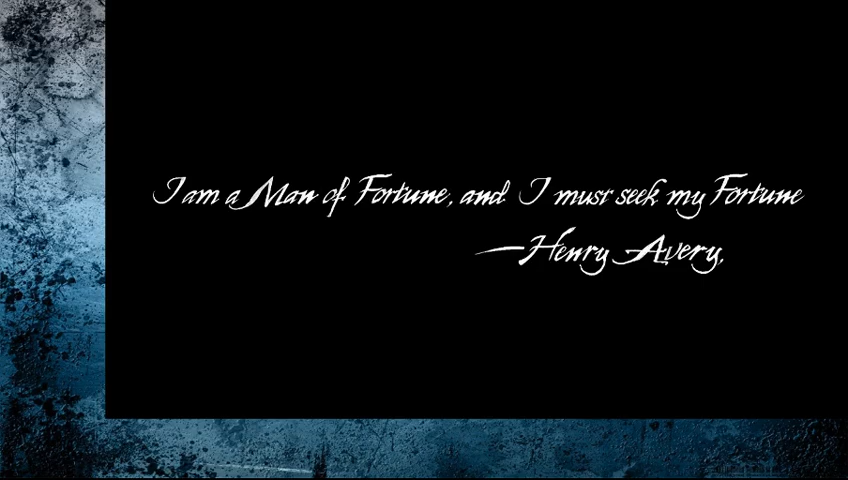 I am a Man of Fortune, and I must seek my Fortune
—Henry Avery,